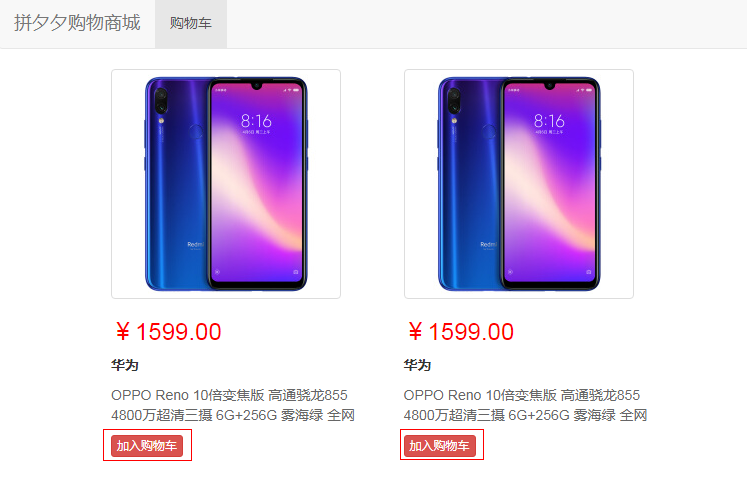 拼夕夕购物商城 购物车
8:16
Redmi
8:16
Redmi
￥1599.00 ￥1599.00
华为 华为
OPPO Reno 10倍变焦版 高通骁龙855 OPPO Reno 10倍变焦版 高通骁龙855
4800万超清三摄 6G+256G 雾海绿 全网 4800万超清三摄 6G+256G 雾海绿 全网
加入购物车 加入购物车